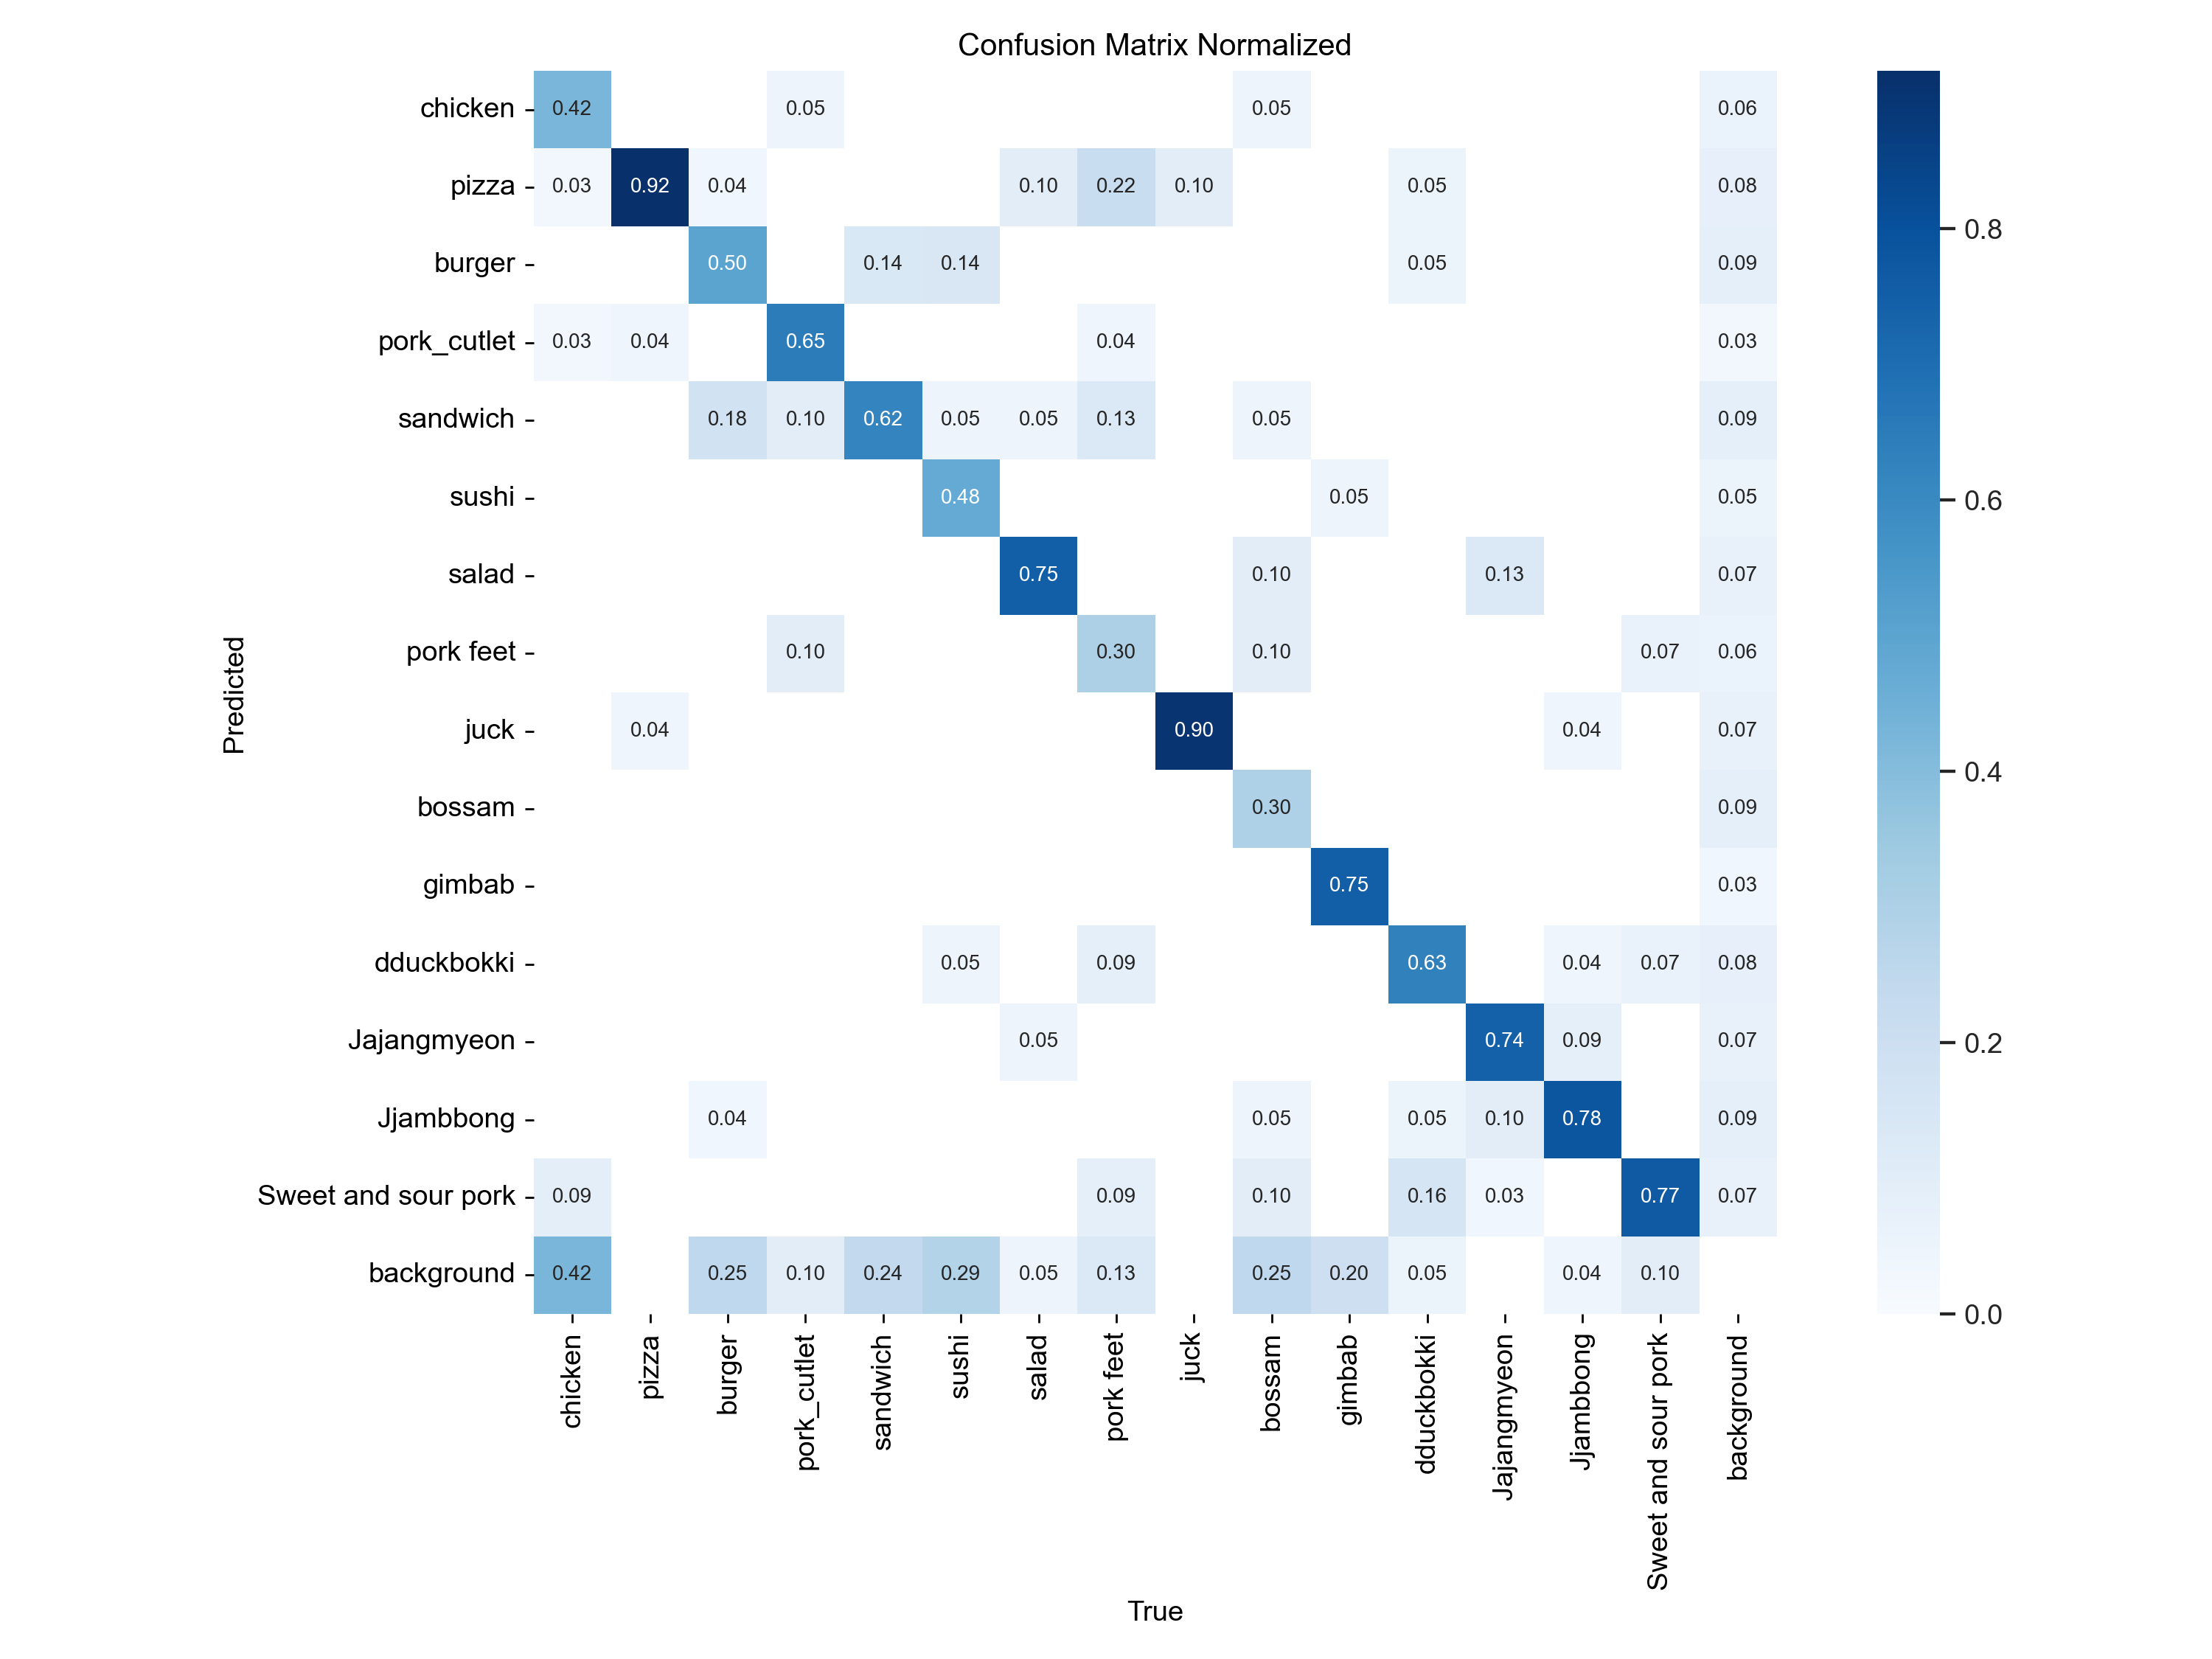 Confusion Matrix Normalized
chicken 0.42 0.05 0.05 0.06
pizza 0.03 0.92 0.04 0.10 0.22 0.10 0.05 0.08
burger 0.50 0.14 0.14 0.05 0.09
0.8
pork_cutlet 0.03 0.04 0.65 0.04 0.03
sandwich 0.18 0.10 0.62 0.05 0.05 0.13 0.05 0.09
sushi 0.48 0.05 0.05
0.6
salad 0.75 0.10 0.13 0.07
pork feet 0.10 0.30 0.10 0.07 0.06
Predicted
juck 0.04 0.90 0.04 0.07
0.4
bossam 0.30 0.09
gimbab 0.75 0.03
dduckbokki 0.05 0.09 0.63 0.04 0.07 0.08
Jajangmyeon 0.05 0.74 0.09 0.07
0.2
Jjambbong 0.04 0.05 0.05 0.10 0.78 0.09
Sweet and sour pork 0.09 0.09 0.10 0.16 0.03 0.77 0.07
background 0.42 0.25 0.10 0.24 0.29 0.05 0.13 0.25 0.20 0.05 0.04 0.10
0.0
chicken
pizza
burger
pork_cutlet
sandwich
sushi
salad
pork feet
juck
bossam
gimbab
dduckbokki
Jajangmyeon
Jjambbong
Sweet and sour pork
background
True